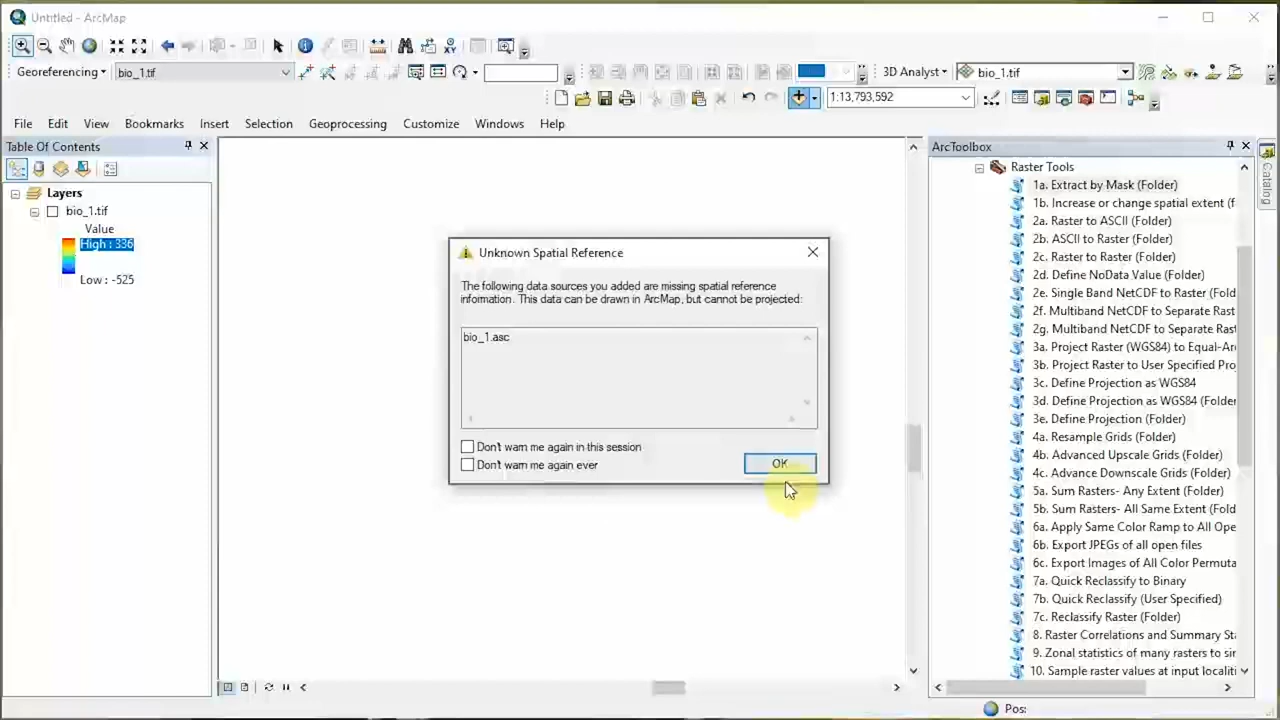 Untitled - ArcMap
Georeferencing
bio_1.tif
3D Analyst
bio_1.tif
1:13,793,592
File Edit View Bookmarks Insert Selection Geoprocessing Customize Windows Help
Table Of Contents
Layers
bio_1.tif
Value
High : 336
Low : -525
Unknown Spatial Reference
The following data sources you added are missing spatial reference
information. This data can be drawn in ArcMap, but cannot be projected:
bio_1.asc
Don't warn me again in this session
Don't warn me again ever
OK
ArcToolbox
Raster Tools
1a. Extract by Mask (Folder)
1b. Increase or change spatial extent (f
2a. Raster to ASCII (Folder)
2b. ASCII to Raster (Folder)
2c. Raster to Raster (Folder)
2d. Define NoData Value (Folder)
2e. Single Band NetCDF to Raster (Fold
2f. Multiband NetCDF to Separate Rast
2g. Multiband NetCDF to Separate Rast
3a. Project Raster (WGS84) to Equal-Ar
3b. Project Raster to User Specified Proj
3c. Define Projection as WGS84
3d. Define Projection as WGS84 (Folder
3e. Define Projection (Folder)
4a. Resample Grids (Folder)
4b. Advanced Upscale Grids (Folder)
4c. Advance Downscale Grids (Folder)
5a. Sum Rasters- Any Extent (Folder)
5b. Sum Rasters- All Same Extent (Fold
6a. Apply Same Color Ramp to All Ope
6b. Export JPEGs of all open files
6c. Export Images of All Color Permuta
7a. Quick Reclassify to Binary
7b. Quick Reclassify (User Specified)
7c. Reclassify Raster (Folder)
8. Raster Correlations and Summary Sta
9. Zonal statistics of many rasters to sin
10. Sample raster values at input localiti
Catalog
Pos: